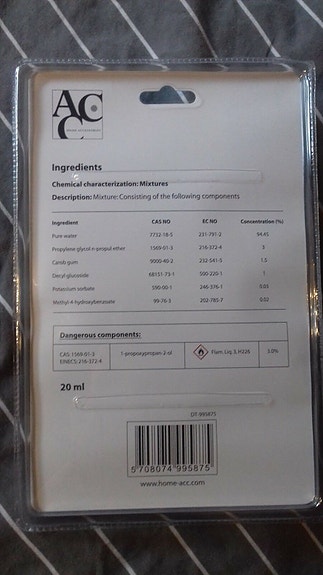 ACC
HOME ACCESSORIES
Ingredients
Chemical characterization: Mixtures
Description: Mixture: Consisting of the following components
Ingredient CAS NO EC NO Concentration (%)
Pure water 7732-18-5 231-791-2 94.45
Propylene glycol n-propyl ether 1569-01-3 216-372-4 3
Carob gum 9000-40-2 232-541-5 1.5
Decyl glucoside 68151-73-1 500-220-1 1
Potassium sorbate 590-00-1 246-376-1 0.03
Methyl-4-hydroxybenzoate 99-76-3 202-785-7 0.02
Dangerous components:
CAS: 1569-01-3 1-propoxypropan-2-ol Flam. Liq. 3, H226 3.0%
EINECS: 216-372-4
20 ml
DT-995875
5 708074 995875
www.home-acc.com